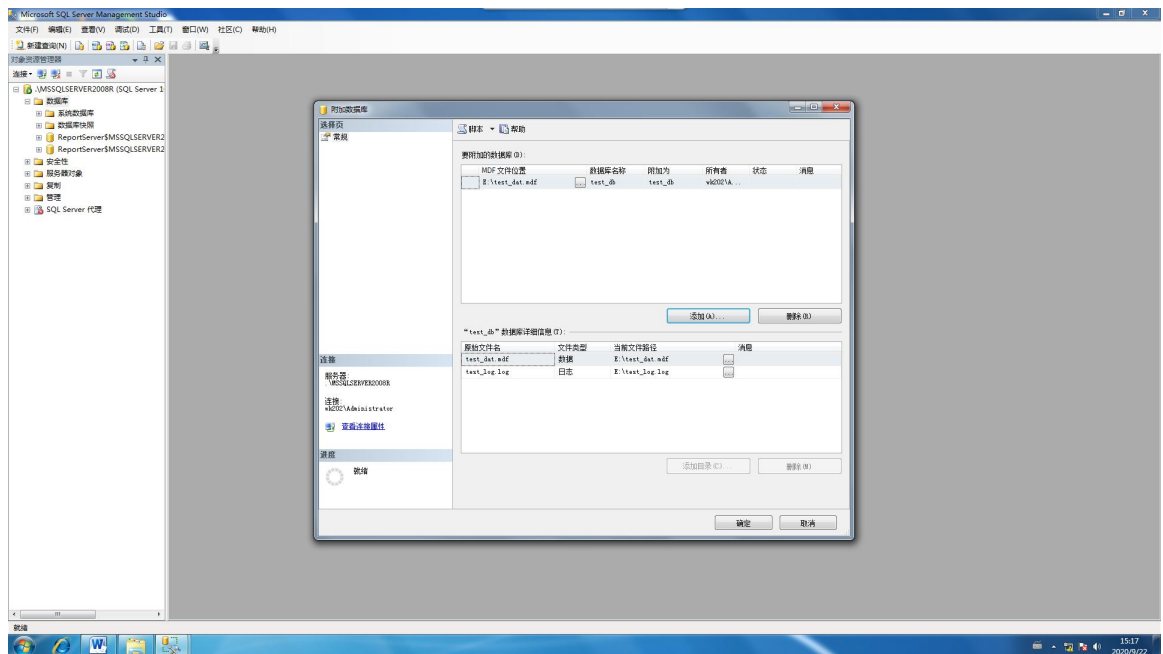 Microsoft SQL Server Management Studio
文件(F) 编辑(E) 查看(V) 调试(D) 工具(T) 窗口(W) 社区(C) 帮助(H)
新建查询(N)
对象资源管理器
连接
.\MSSQLSERVER2008R (SQL Server 1
数据库
系统数据库
数据库快照
ReportServer$MSSQLSERVER2
ReportServer$MSSQLSERVER2
安全性
服务器对象
复制
管理
SQL Server 代理
附加数据库
选择页
常规
脚本 帮助
要附加的数据库(D):
MDF 文件位置 数据库名称 附加为 所有者 状态 消息
E:\test_dat.mdf ... test_db test_db wk202\A...
添加(A)... 删除(R)
"test_db" 数据库详细信息(T):
原始文件名 文件类型 当前文件路径 消息
test_dat.mdf 数据 E:\test_dat.mdf ...
test_log.log 日志 E:\test_log.log ...
连接
服务器:
.\MSSQLSERVER2008R
连接:
wk202\Administrator
查看连接属性
进度
就绪
添加目录(C)... 删除(M)
确定 取消
就绪
15:17
2020/9/22